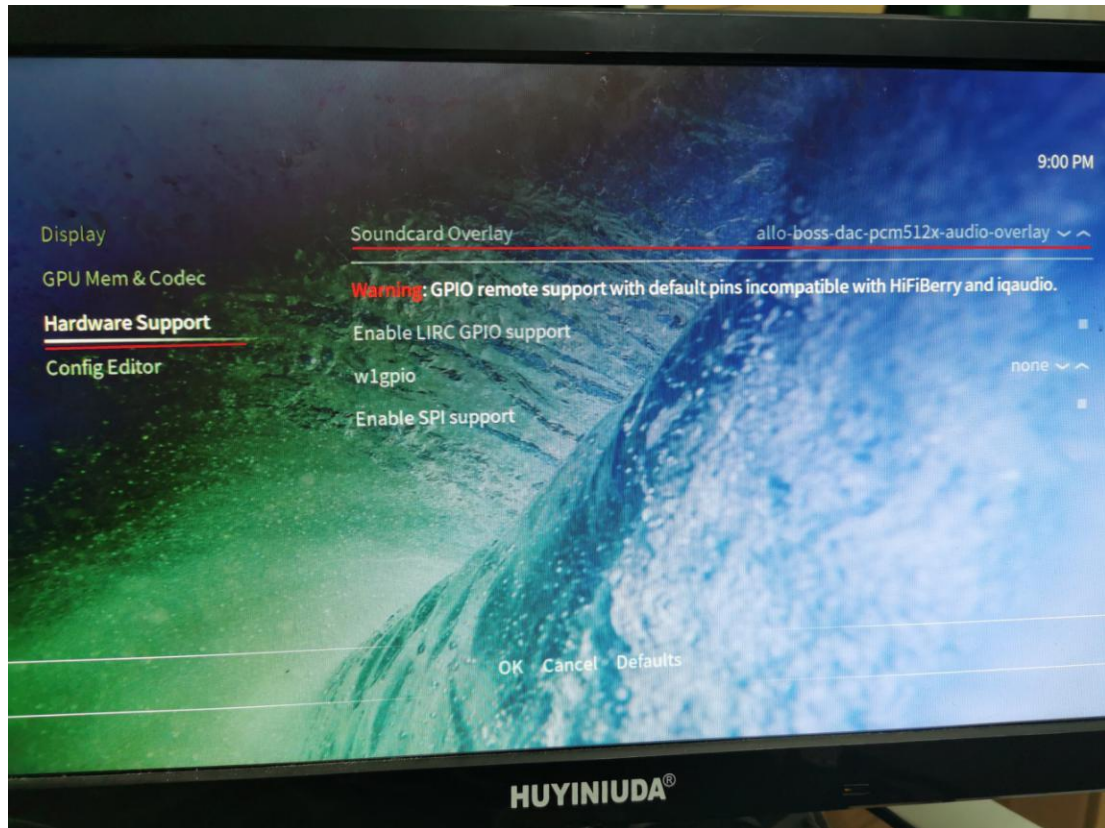 9:00 PM
Display
GPU Mem & Codec
Hardware Support
Config Editor
Soundcard Overlay allo-boss-dac-pcm512x-audio-overlay
Warning: GPIO remote support with default pins incompatible with HiFiBerry and iqaudio.
Enable LIRC GPIO support
w1gpio none
Enable SPI support
OK Cancel Defaults
HUYINIUDA®